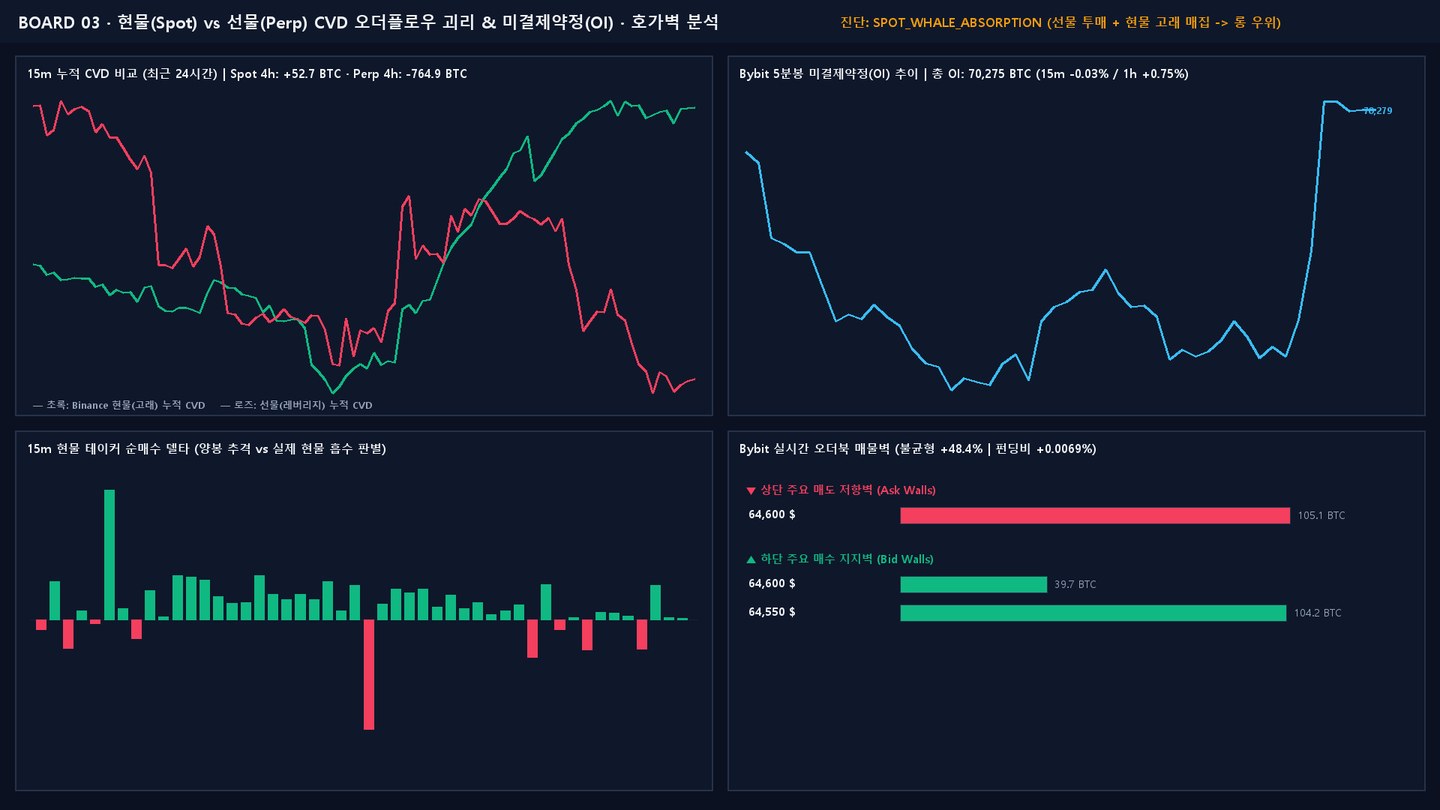 BOARD 03 · 현물(Spot) vs 선물(Perp) CVD 오더플로우 괴리 & 미결제약정(OI) · 호가벽 분석
진단: SPOT_WHALE_ABSORPTION (선물 투매 + 현물 고래 매집 -> 롱 우위)
15m 누적 CVD 비교 (최근 24시간) | Spot 4h: +52.7 BTC · Perp 4h: -764.9 BTC
— 초록: Binance 현물(고래) 누적 CVD — 로즈: 선물(레버리지) 누적 CVD
Bybit 5분봉 미결제약정(OI) 추이 | 총 OI: 70,275 BTC (15m -0.03% / 1h +0.75%)
70,279
15m 현물 테이커 순매수 델타 (양봉 추격 vs 실제 현물 흡수 판별)
Bybit 실시간 오더북 매물벽 (불균형 +48.4% | 펀딩비 +0.0069%)
▼ 상단 주요 매도 저항벽 (Ask Walls)
64,600 $ 105.1 BTC
▲ 하단 주요 매수 지지벽 (Bid Walls)
64,600 $ 39.7 BTC
64,550 $ 104.2 BTC